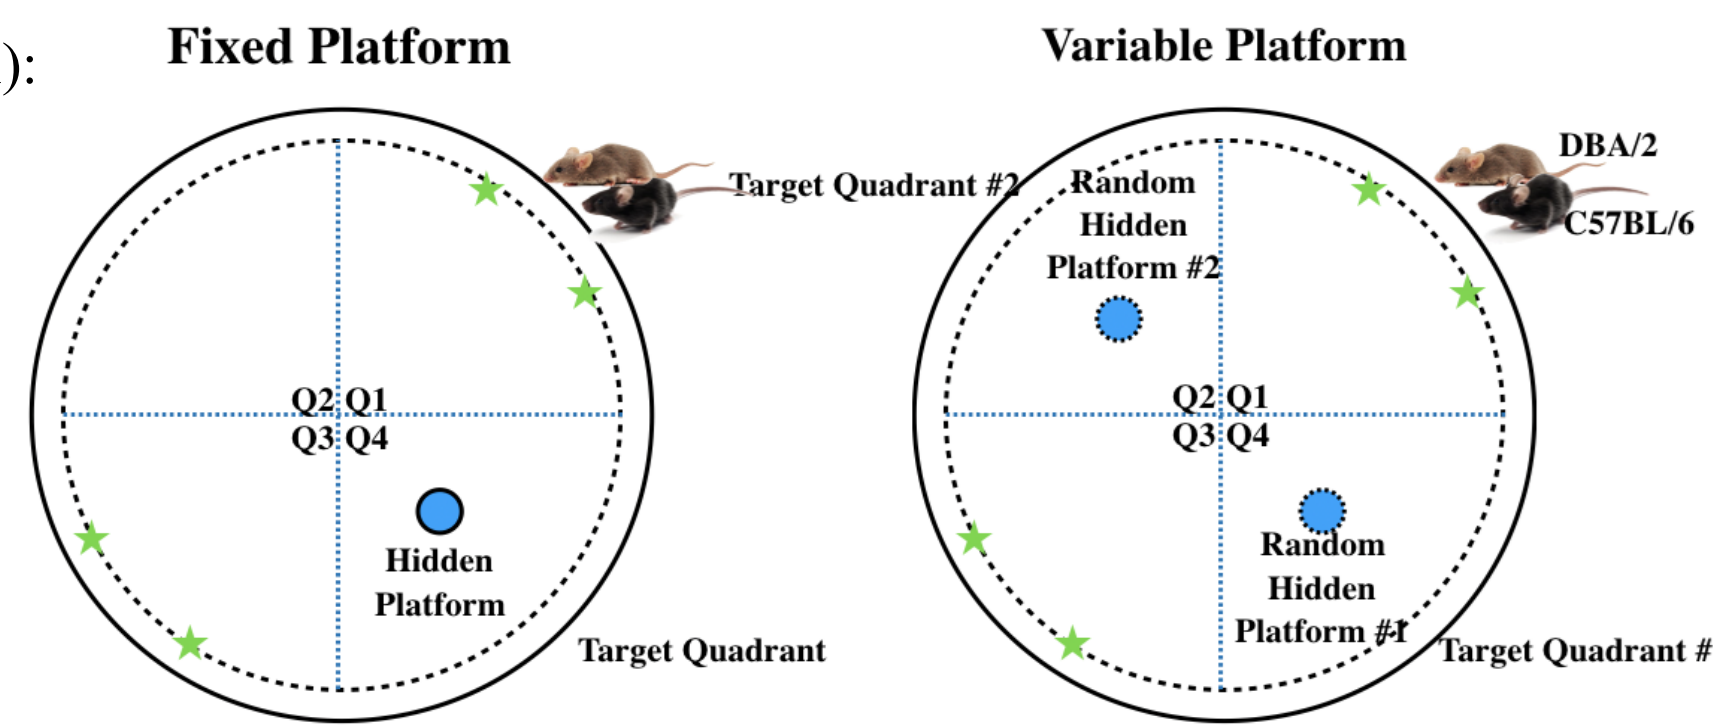 ):
Fixed Platform
Q2 Q1
Q3 Q4
Hidden
Platform
Target Quadrant
Variable Platform
Target Quadrant #2
Random
Hidden
Platform #2
DBA/2
C57BL/6
Q2 Q1
Q3 Q4
Random
Hidden
Platform #1
Target Quadrant #